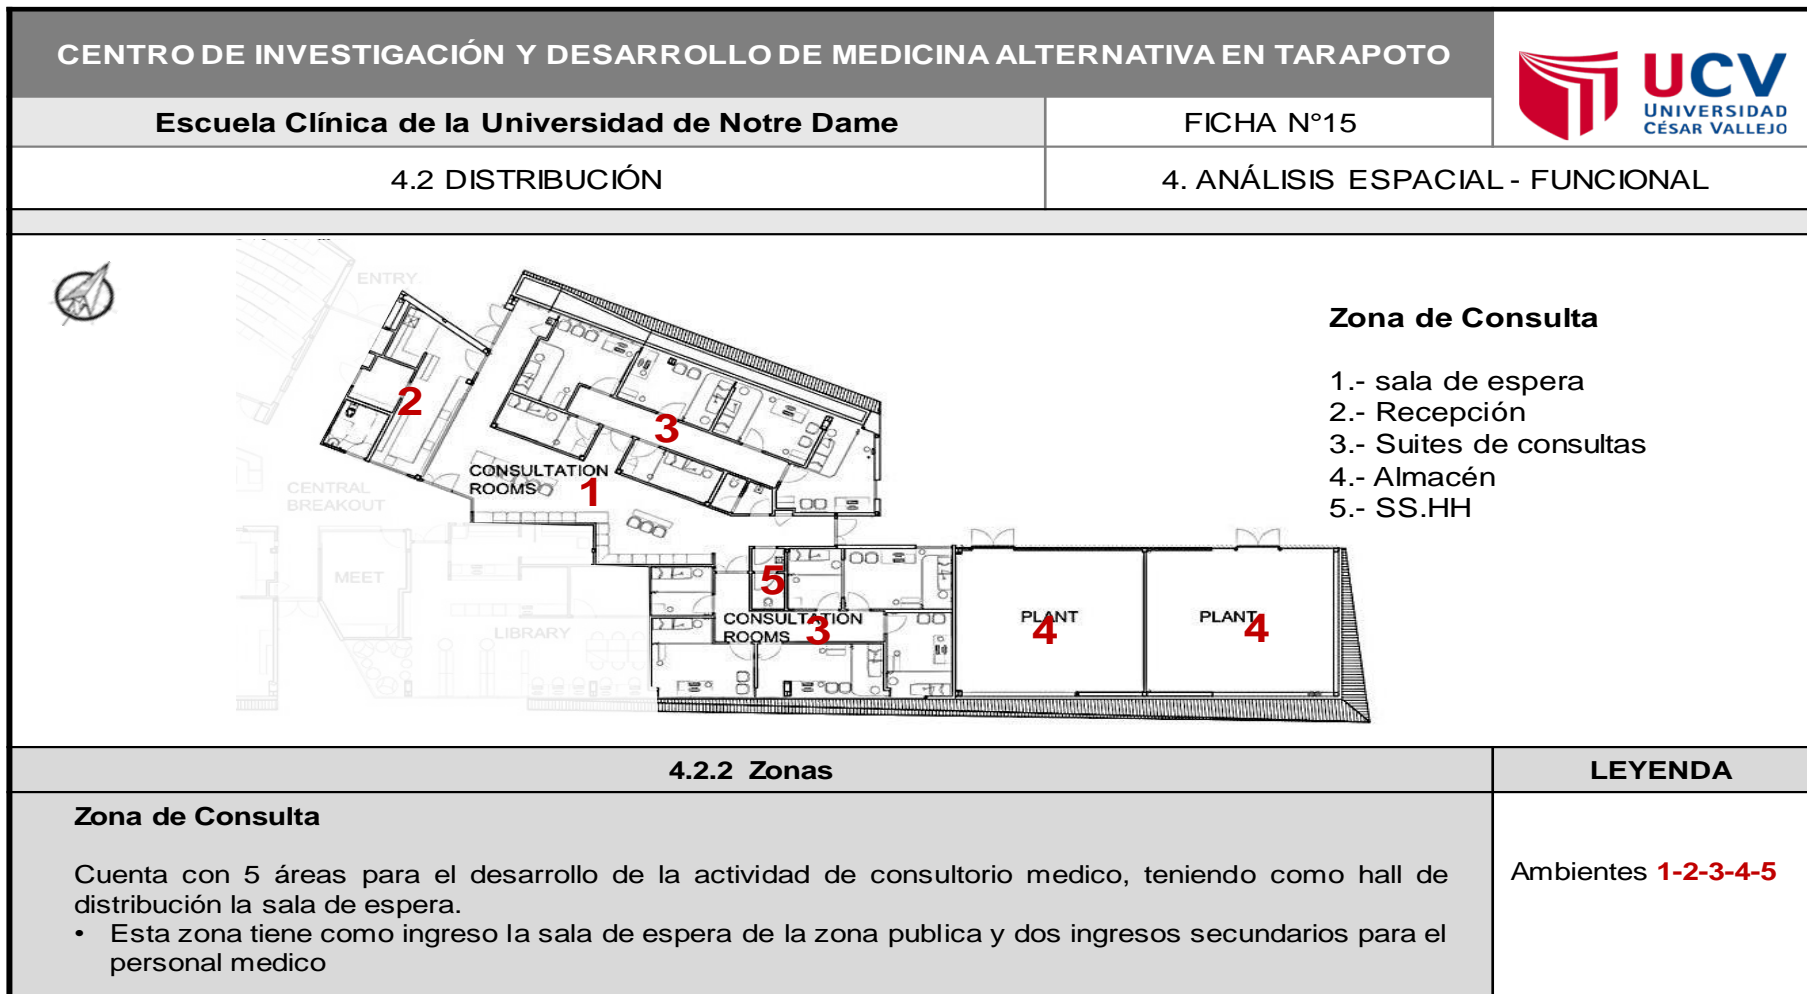 CENTRO DE INVESTIGACIÓN Y DESARROLLO DE MEDICINA ALTERNATIVA EN TARAPOTO
UCV
UNIVERSIDAD
CÉSAR VALLEJO
Escuela Clínica de la Universidad de Notre Dame
FICHA N°15
4.2 DISTRIBUCIÓN
4. ANÁLISIS ESPACIAL - FUNCIONAL
ENTRY
2
3
CONSULTATION
ROOMS
1
CENTRAL
BREAKOUT
MEET
LIBRARY
5
CONSULTATION
ROOMS
3
PLANT
4
PLANT
4
Zona de Consulta
1.- sala de espera
2.- Recepción
3.- Suites de consultas
4.- Almacén
5.- SS.HH
4.2.2 Zonas
LEYENDA
Zona de Consulta
Cuenta con 5 áreas para el desarrollo de la actividad de consultorio medico, teniendo como hall de
distribución la sala de espera.
• Esta zona tiene como ingreso la sala de espera de la zona publica y dos ingresos secundarios para el
personal medico
Ambientes 1-2-3-4-5